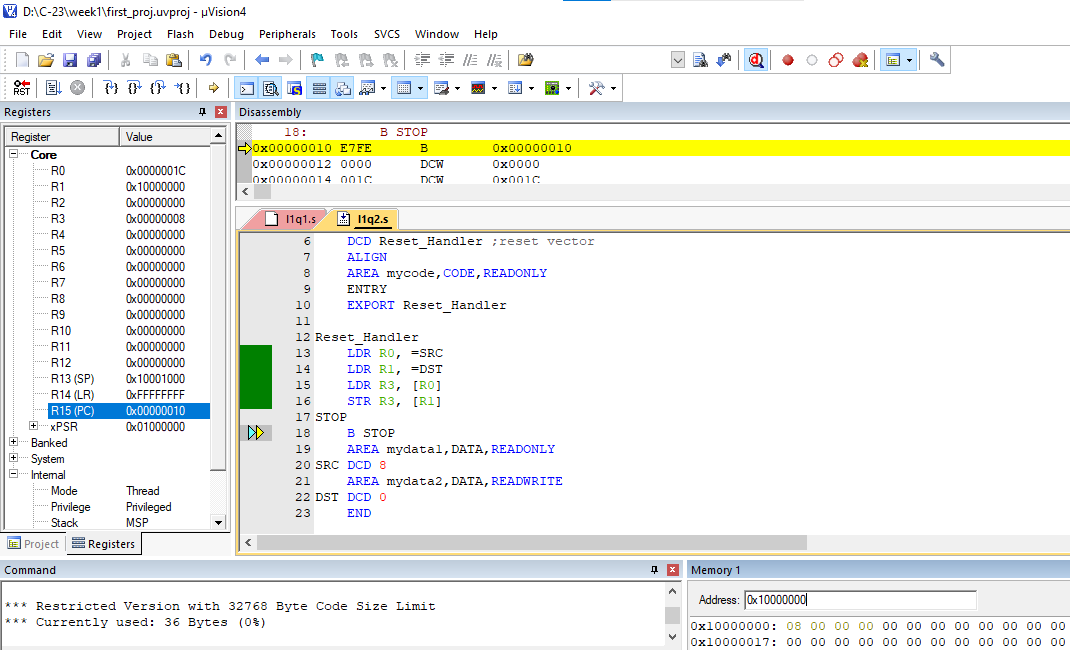 D:\C-23\week1\first_proj.uvproj - µVision4
File Edit View Project Flash Debug Peripherals Tools SVCS Window Help
RST
Registers
Register Value
Core
R0 0x0000001C
R1 0x10000000
R2 0x00000000
R3 0x00000008
R4 0x00000000
R5 0x00000000
R6 0x00000000
R7 0x00000000
R8 0x00000000
R9 0x00000000
R10 0x00000000
R11 0x00000000
R12 0x00000000
R13 (SP) 0x10001000
R14 (LR) 0xFFFFFFFF
R15 (PC) 0x00000010
xPSR 0x01000000
Banked
System
Internal
Mode Thread
Privilege Privileged
Stack MSP
Project Registers
Disassembly
18: B STOP
0x00000010 E7FE B 0x00000010
0x00000012 0000 DCW 0x0000
0x00000014 001C DCW 0x001C
l1q1.s l1q2.s
6 DCD Reset_Handler ;reset vector
7 ALIGN
8 AREA mycode,CODE,READONLY
9 ENTRY
10 EXPORT Reset_Handler
11
12 Reset_Handler
13 LDR R0, =SRC
14 LDR R1, =DST
15 LDR R3, [R0]
16 STR R3, [R1]
17 STOP
18 B STOP
19 AREA mydata1,DATA,READONLY
20 SRC DCD 8
21 AREA mydata2,DATA,READWRITE
22 DST DCD 0
23 END
Command
*** Restricted Version with 32768 Byte Code Size Limit
*** Currently used: 36 Bytes (0%)
Memory 1
Address: 0x10000000
0x10000000: 08 00 00 00 00 00 00 00 00 00 00 00
0x10000017: 00 00 00 00 00 00 00 00 00 00 00 00